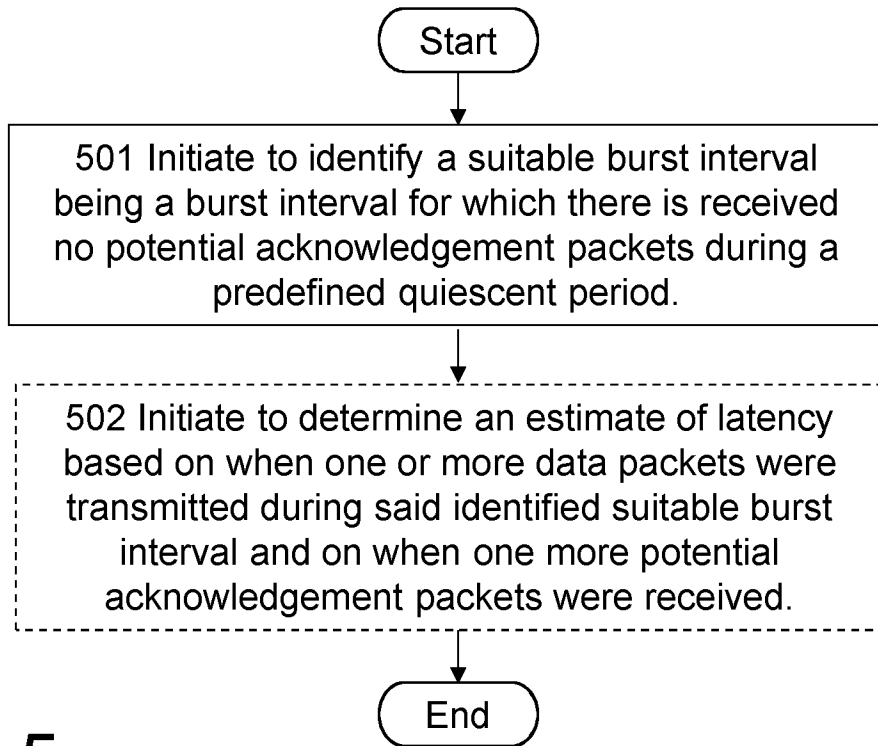 Start
501 Initiate to identify a suitable burst interval
being a burst interval for which there is received
no potential acknowledgement packets during a
predefined quiescent period.
502 Initiate to determine an estimate of latency
based on when one or more data packets were
transmitted during said identified suitable burst
interval and on when one more potential
acknowledgement packets were received.
End